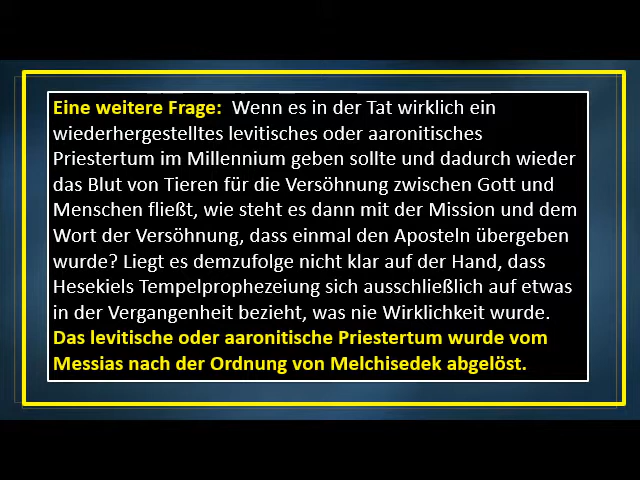 Eine weitere Frage: Wenn es in der Tat wirklich ein
wiederhergestelltes levitisches oder aaronitisches
Priestertum im Millennium geben sollte und dadurch wieder
das Blut von Tieren für die Versöhnung zwischen Gott und
Menschen fließt, wie steht es dann mit der Mission und dem
Wort der Versöhnung, dass einmal den Aposteln übergeben
wurde? Liegt es demzufolge nicht klar auf der Hand, dass
Hesekiels Tempelprophezeiung sich ausschließlich auf etwas
in der Vergangenheit bezieht, was nie Wirklichkeit wurde.
Das levitische oder aaronitische Priestertum wurde vom
Messias nach der Ordnung von Melchisedek abgelöst.